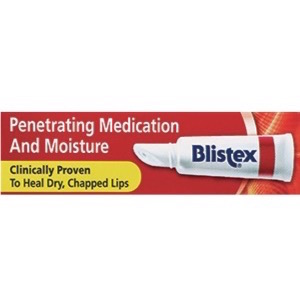 Penetrating Medication
And Moisture
Clinically Proven
To Heal Dry, Chapped Lips
Blistex